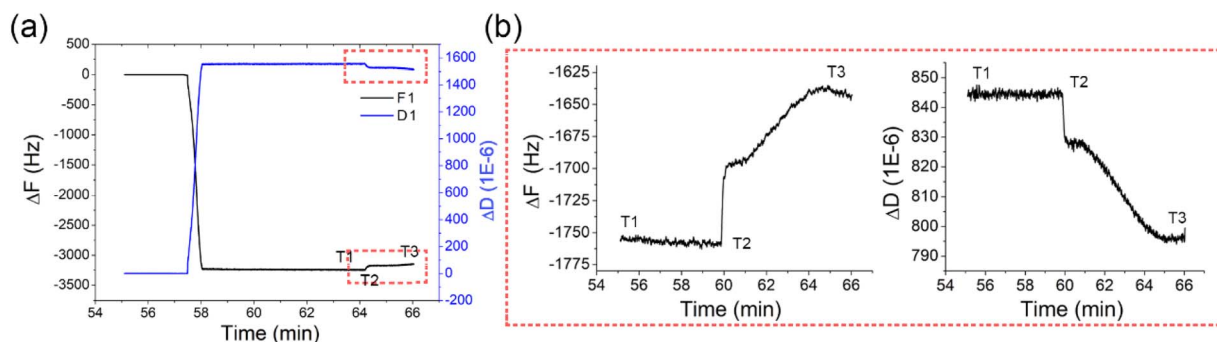 (a)
500
0
-500
-1000
-1500
-2000
-2500
-3000
-3500
ΔF (Hz)
54 56 58 60 62 64 66
Time (min)
1600
1400
1200
1000
800
600
400
200
0
-200
ΔD (1E-6)
F1
D1
T1
T2
T3
(b)
-1625
-1650
-1675
-1700
-1725
-1750
-1775
ΔF (Hz)
T1
T2
T3
54 56 58 60 62 64 66
Time (min)
850
840
830
820
810
800
790
ΔD (1E-6)
T1
T2
T3
54 56 58 60 62 64 66
Time (min)